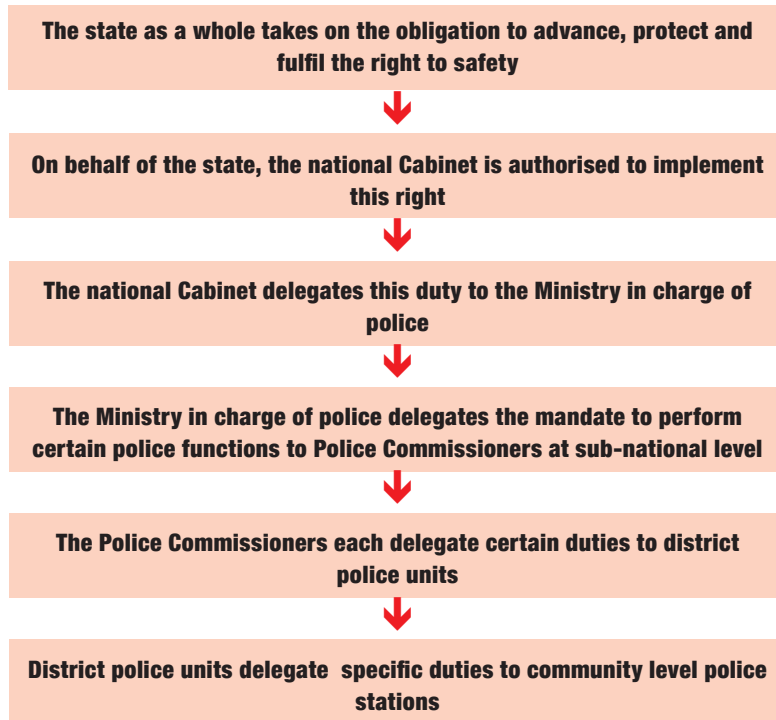 The state as a whole takes on the obligation to advance, protect and
fulfil the right to safety
On behalf of the state, the national Cabinet is authorised to implement
this right
The national Cabinet delegates this duty to the Ministry in charge of
police
The Ministry in charge of police delegates the mandate to perform
certain police functions to Police Commissioners at sub-national level
The Police Commissioners each delegate certain duties to district
police units
District police units delegate specific duties to community level police
stations